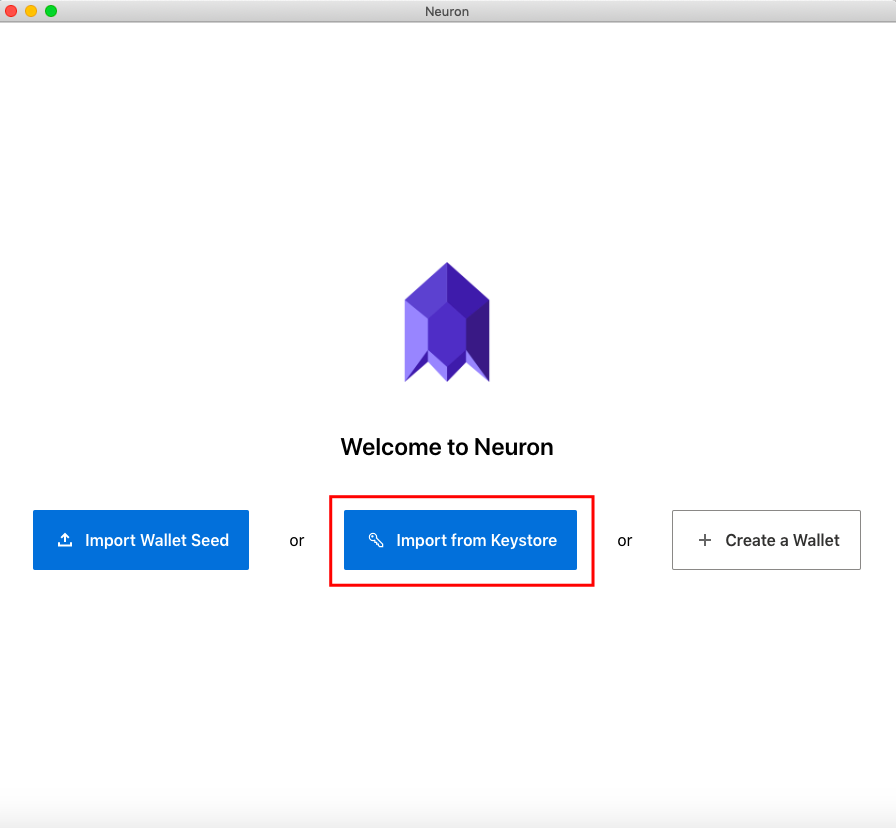 Neuron
Welcome to Neuron
Import Wallet Seed
or
Import from Keystore
or
Create a Wallet